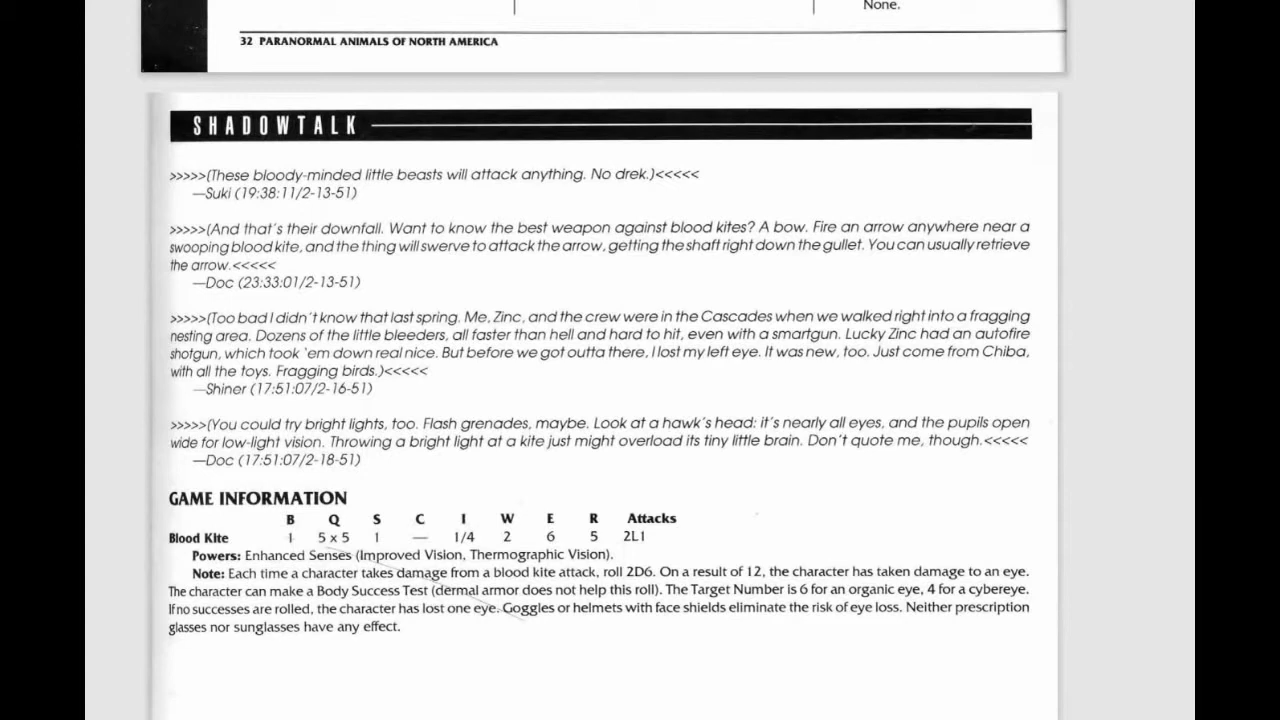 None.
32 PARANORMAL ANIMALS OF NORTH AMERICA
SHADOWTALK
>>>>>(These bloody-minded little beasts will attack anything. No drek.)<<<<<
—Suki (19:38:11/2-13-51)
>>>>>(And that's their downfall. Want to know the best weapon against blood kites? A bow. Fire an arrow anywhere near a
swooping blood kite, and the thing will swerve to attack the arrow, getting the shaft right down the gullet. You can usually retrieve
the arrow.<<<<<
—Doc (23:33:01/2-13-51)
>>>>>(Too bad I didn't know that last spring. Me, Zinc, and the crew were in the Cascades when we walked right into a fragging
nesting area. Dozens of the little bleeders, all faster than hell and hard to hit, even with a smartgun. Lucky Zinc had an autofire
shotgun, which took 'em down real nice. But before we got outta there, I lost my left eye. It was new, too. Just come from Chiba,
with all the toys. Fragging birds.)<<<<<
—Shiner (17:51:07/2-16-51)
>>>>>(You could try bright lights, too. Flash grenades, maybe. Look at a hawk's head: it's nearly all eyes, and the pupils open
wide for low-light vision. Throwing a bright light at a kite just might overload its tiny little brain. Don't quote me, though.<<<<<
—Doc (17:51:07/2-18-51)
GAME INFORMATION
B Q S C I W E R Attacks
Blood Kite 1 5 x 5 1 — 1/4 2 6 5 2L1
Powers: Enhanced Senses (Improved Vision, Thermographic Vision).
Note: Each time a character takes damage from a blood kite attack, roll 2D6. On a result of 12, the character has taken damage to an eye.
The character can make a Body Success Test (dermal armor does not help this roll). The Target Number is 6 for an organic eye, 4 for a cybereye.
If no successes are rolled, the character has lost one eye. Goggles or helmets with face shields eliminate the risk of eye loss. Neither prescription
glasses nor sunglasses have any effect.